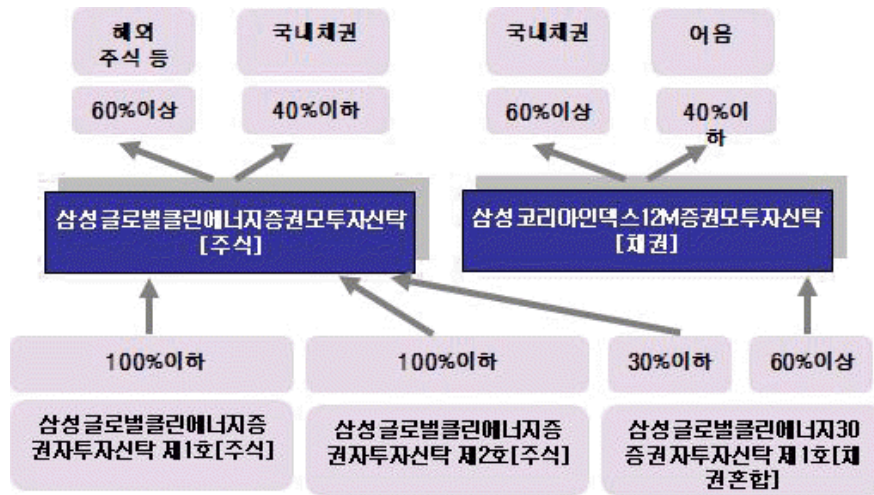 해외
주식 등
국내채권
국내채권
어음
60%이상
40%이하
60%이상
40%이
하
삼성글로벌클린에너지증권모투자신탁
[주식]
삼성코리아인덱스12M증권모투자신탁
[채권]
100%이하
100%이하
30%이하
60%이상
삼성글로벌클린에너지증
권자투자신탁 제1호[주식]
삼성글로벌클린에너지증
권자투자신탁 제2호[주식]
삼성글로벌클린에너지30
증권자투자신탁 제1호[채
권혼합]